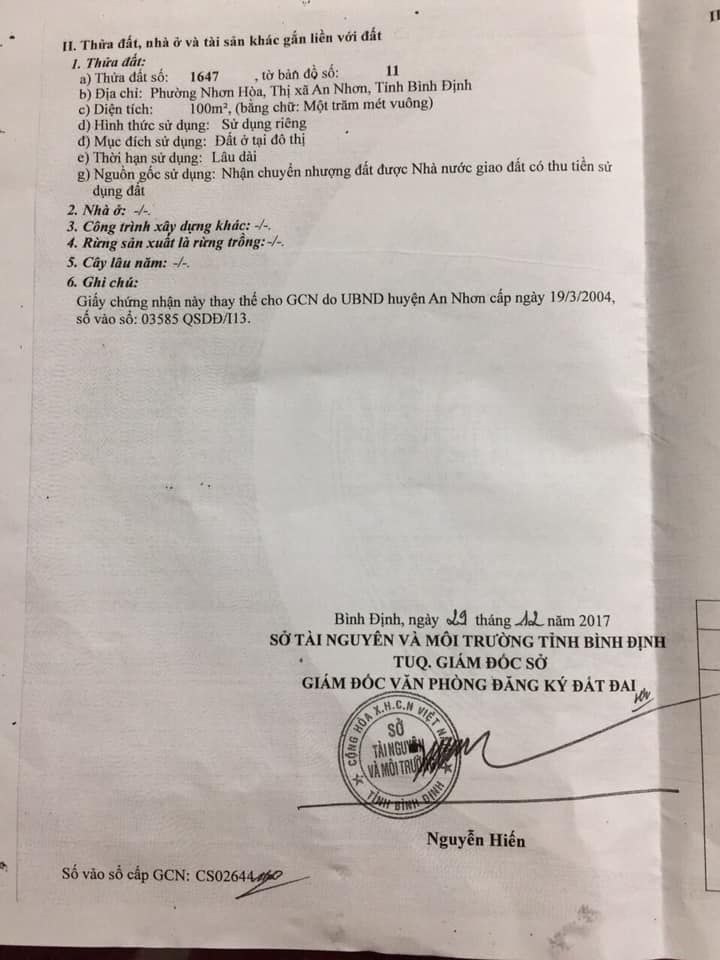 II. Thửa đất, nhà ở và tài sản khác gắn liền với đất
1. Thửa đất:
a) Thửa đất số: 1647 , tờ bản đồ số: 11
b) Địa chỉ: Phường Nhơn Hòa, Thị xã An Nhơn, Tỉnh Bình Định
c) Diện tích: 100m², (bằng chữ: Một trăm mét vuông)
d) Hình thức sử dụng: Sử dụng riêng
đ) Mục đích sử dụng: Đất ở tại đô thị
e) Thời hạn sử dụng: Lâu dài
g) Nguồn gốc sử dụng: Nhận chuyển nhượng đất được Nhà nước giao đất có thu tiền sử
dụng đất
2. Nhà ở: -/-.
3. Công trình xây dựng khác: -/-.
4. Rừng sản xuất là rừng trồng: -/-.
5. Cây lâu năm: -/-.
6. Ghi chú:
Giấy chứng nhận này thay thế cho GCN do UBND huyện An Nhơn cấp ngày 19/3/2004,
số vào sổ: 03585 QSDĐ/I13.
Bình Định, ngày 29 tháng 12 năm 2017
SỞ TÀI NGUYÊN VÀ MÔI TRƯỜNG TỈNH BÌNH ĐỊNH
TUQ. GIÁM ĐỐC SỞ
GIÁM ĐỐC VĂN PHÒNG ĐĂNG KÝ ĐẤT ĐAI
CỘNG HÒA X.H.C.N VIỆT NAM
SỞ
TÀI NGUYÊN
VÀ MÔI TRƯỜNG
TỈNH BÌNH ĐỊNH
Nguyễn Hiến
Số vào sổ cấp GCN: CS02644